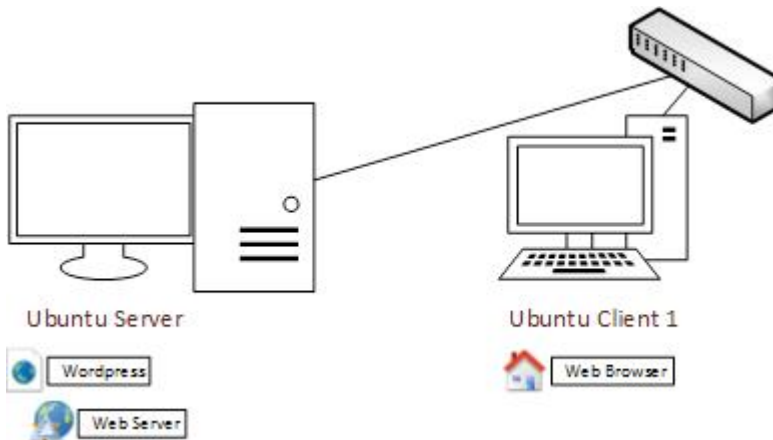 Ubuntu Server
Ubuntu Client 1
Wordpress
Web Browser
Web Server